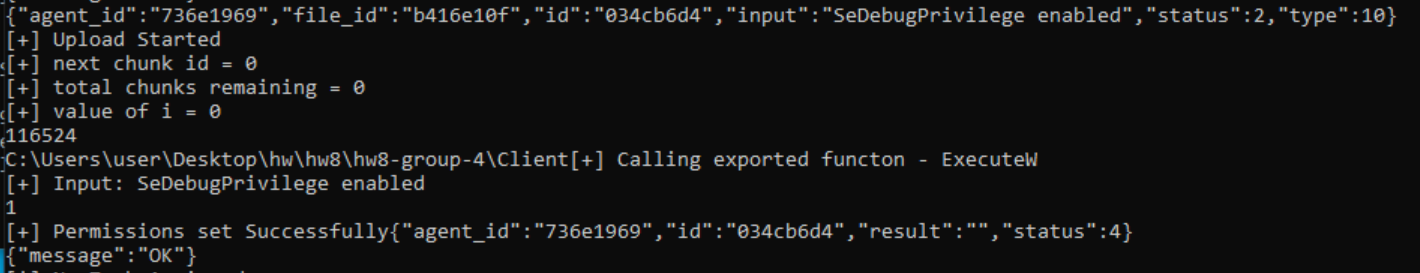 {"agent_id":"736e1969","file_id":"b416e10f","id":"034cb6d4","input":"SeDebugPrivilege enabled","status":2,"type":10}
[+] Upload Started
[+] next chunk id = 0
[+] total chunks remaining = 0
[+] value of i = 0
116524
C:\Users\user\Desktop\hw\hw8\hw8-group-4\Client[+] Calling exported functon - ExecuteW
[+] Input: SeDebugPrivilege enabled
1
[+] Permissions set Successfully{"agent_id":"736e1969","id":"034cb6d4","result":"","status":4}
{"message":"OK"}